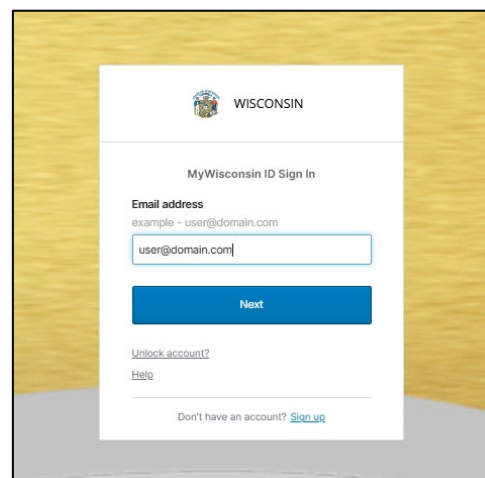 WISCONSIN
MyWisconsin ID Sign In
Email address
example - user@domain.com
user@domain.com
Next
Unlock account?
Help
Don't have an account? Sign up